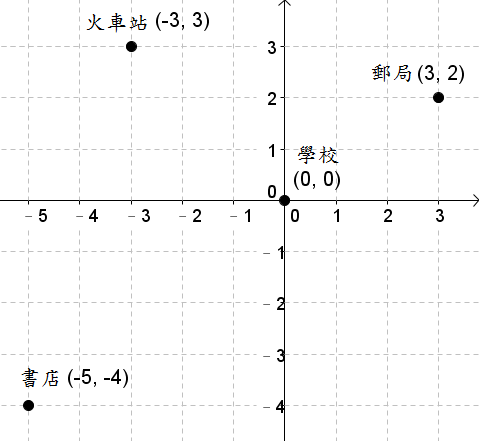 火車站 (-3, 3)
3
郵局 (3, 2)
2
1
學校
(0, 0)
0
- 5 - 4 - 3 - 2 - 1 0 1 2 3
- 1
- 2
- 3
書店 (-5, -4)
- 4